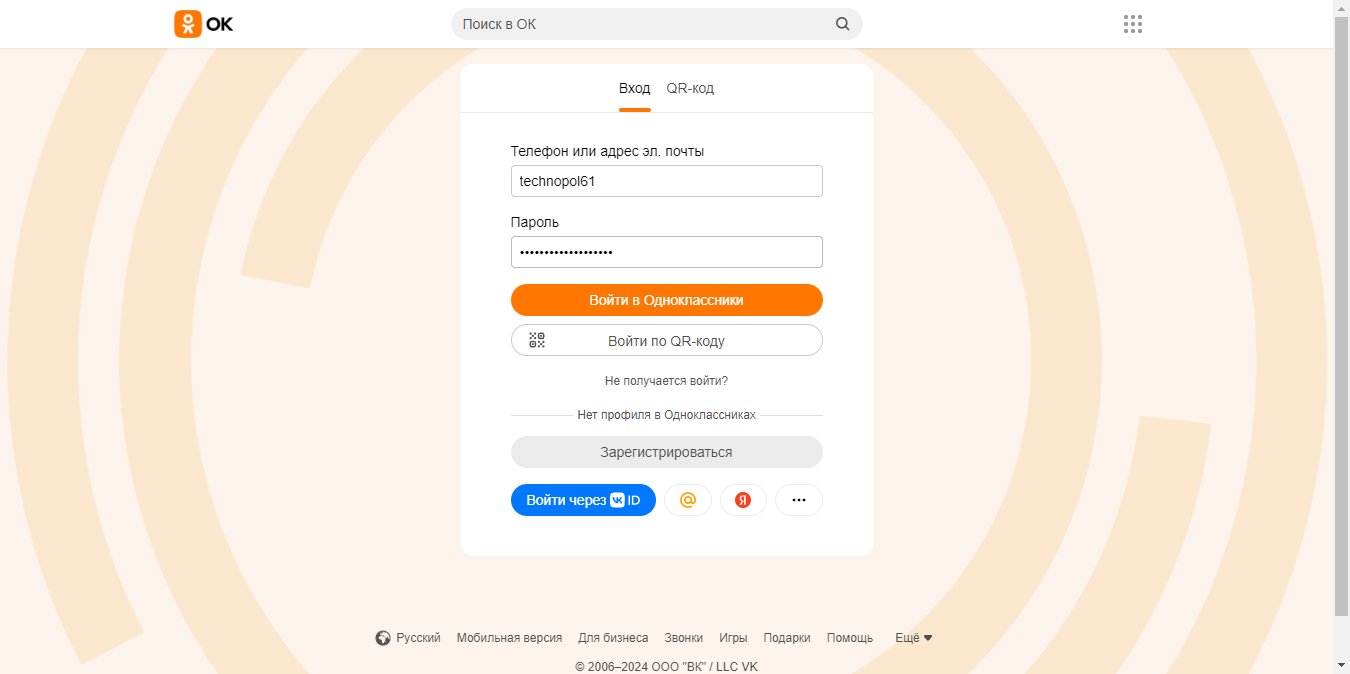 ОК
Поиск в ОК
Вход QR-код
Телефон или адрес эл. почты
technopol61
Пароль
•••••••••••••••••••
Войти в Одноклассники
Войти по QR-коду
Не получается войти?
Нет профиля в Одноклассниках
Зарегистрироваться
Войти через VK ID @ Я ...
Русский Мобильная версия Для бизнеса Звонки Игры Подарки Помощь Ещё
© 2006–2024 ООО "ВК" / LLC VK